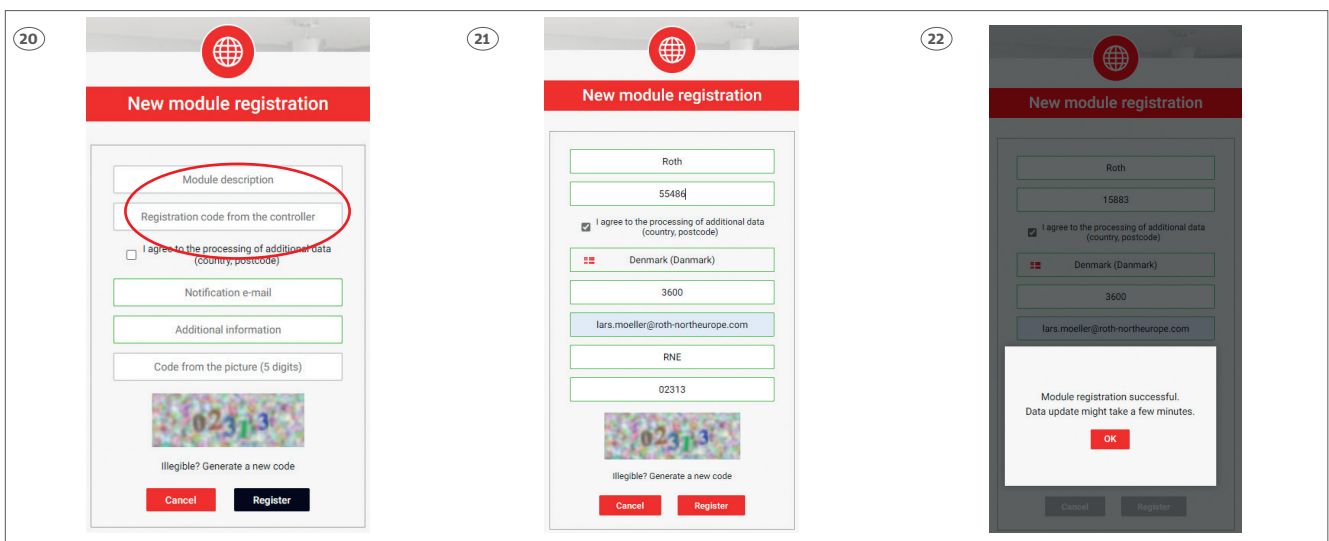 20
New module registration
Module description
Registration code from the controller
I agree to the processing of additional data
(country, postcode)
Notification e-mail
Additional information
Code from the picture (5 digits)
02313
Illegible? Generate a new code
Cancel
Register
21
New module registration
Roth
55486
I agree to the processing of additional data
(country, postcode)
Denmark (Danmark)
3600
lars.moeller@roth-northeurope.com
RNE
02313
02313
Illegible? Generate a new code
Cancel
Register
22
New module registration
Roth
15883
I agree to the processing of additional data
(country, postcode)
Denmark (Danmark)
3600
lars.moeller@roth-northeurope.com
Module registration successful.
Data update might take a few minutes.
OK
Cancel
Register